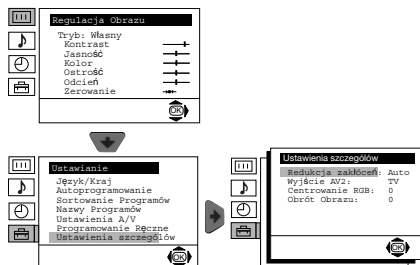 Regulacja Obrazu
Tryb: Własny
Kontrast
Jasność
Kolor
Ostrość
Odcień
Zerowanie
OK
Ustawianie
Język/Kraj
Autoprogramowanie
Sortowanie Programów
Nazwy Programów
Ustawienia A/V
Programowanie Ręczne
Ustawienia szczegółów
OK
Ustawienia szczegółów
Redukcja zakłóceń: Auto
Wyjście AV2: TV
Centrowanie RGB: 0
Obrót Obrazu: 0
OK